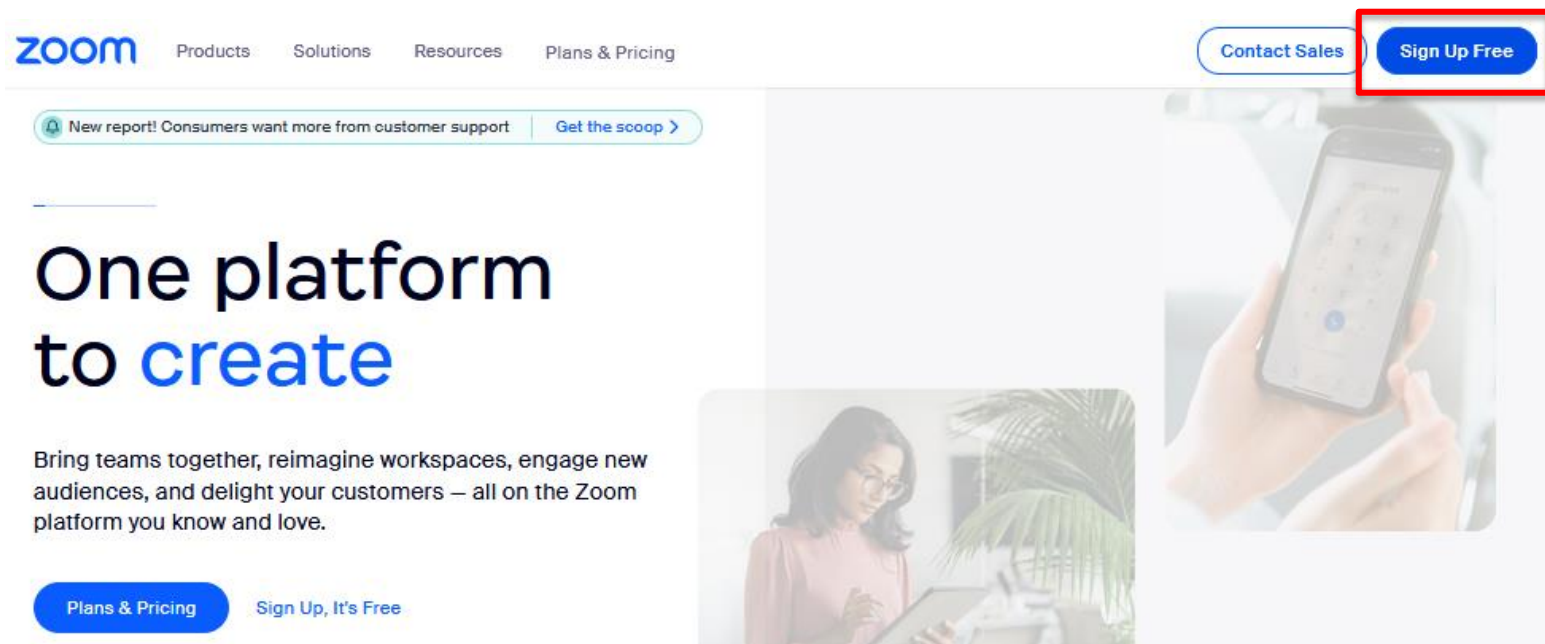 zoom Products Solutions Resources Plans & Pricing Contact Sales Sign Up Free
New report! Consumers want more from customer support Get the scoop >
One platform
to create
Bring teams together, reimagine workspaces, engage new
audiences, and delight your customers — all on the Zoom
platform you know and love.
Plans & Pricing Sign Up, It's Free